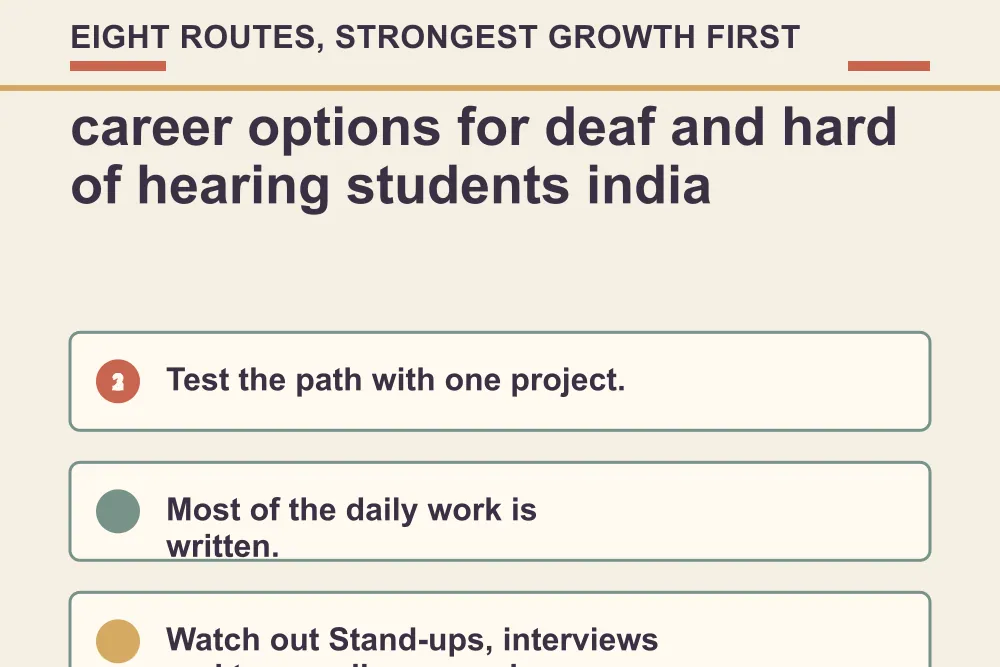 EIGHT ROUTES, STRONGEST GROWTH FIRST
career options for deaf and hard
of hearing students india
Test the path with one project.
Most of the daily work is
written.
Watch out Stand-ups, interviews